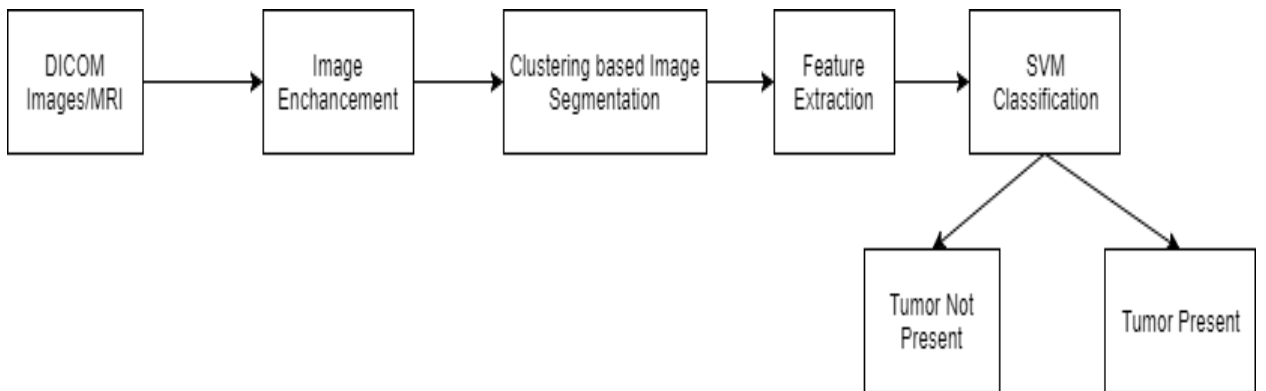 DICOM
Images/MRI
Image
Enchancement
Clustering based Image
Segmentation
Feature
Extraction
SVM
Classification
Tumor Not
Present
Tumor Present